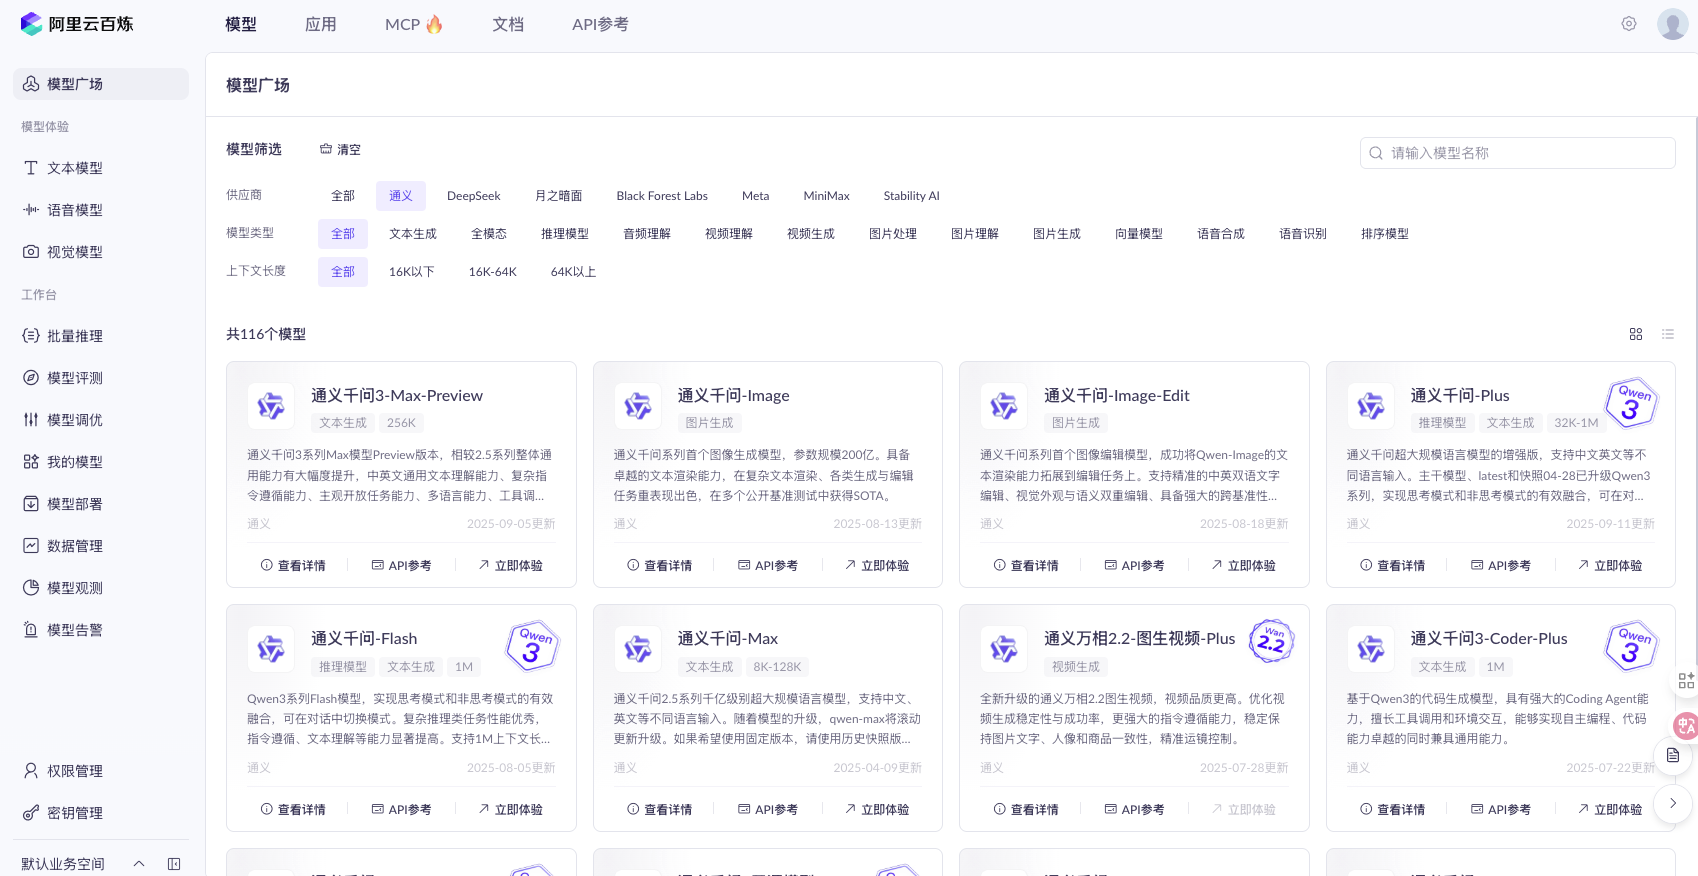 阿里云百炼
模型
应用
MCP
文档
API参考
模型广场
模型体验
文本模型
语音模型
视觉模型
工作台
批量推理
模型评测
模型调优
我的模型
模型部署
数据管理
模型观测
模型告警
权限管理
密钥管理
默认业务空间
模型广场
模型筛选 清空
请输入模型名称
供应商 全部 通义 DeepSeek 月之暗面 Black Forest Labs Meta MiniMax Stability AI
模型类型 全部 文本生成 全模态 推理模型 音频理解 视频理解 视频生成 图片处理 图片理解 图片生成 向量模型 语音合成 语音识别 排序模型
上下文长度 全部 16K以下 16K-64K 64K以上
共116个模型
通义千问3-Max-Preview
文本生成 256K
通义千问3系列Max模型Preview版本，相较2.5系列整体通
用能力有大幅度提升，中英文通用文本理解能力、复杂指
令遵循能力、主观开放任务能力、多语言能力、工具调...
通义 2025-09-05更新
查看详情 API参考 立即体验
通义千问-Image
图片生成
通义千问系列首个图像生成模型，参数规模200亿。具备
卓越的文本渲染能力，在复杂文本渲染、各类生成与编辑
任务重表现出色，在多个公开基准测试中获得SOTA。
通义 2025-08-13更新
查看详情 API参考 立即体验
通义千问-Image-Edit
图片生成
通义千问系列首个图像编辑模型，成功将Qwen-Image的文
本渲染能力拓展到编辑任务上。支持精准的中英双语文字
编辑、视觉外观与语义双重编辑、具备强大的跨基准性...
通义 2025-08-18更新
查看详情 API参考 立即体验
通义千问-Plus
推理模型 文本生成 32K-1M
Qwen
3
通义千问超大规模语言模型的增强版，支持中文英文等不
同语言输入。主干模型、latest和快照04-28已升级Qwen3
系列，实现思考模式和非思考模式的有效融合，可在对...
通义 2025-09-11更新
查看详情 API参考 立即体验
通义千问-Flash
推理模型 文本生成 1M
Qwen
3
Qwen3系列Flash模型，实现思考模式和非思考模式的有效
融合，可在对话中切换模式。复杂推理类任务性能优秀，
指令遵循、文本理解等能力显著提高。支持1M上下文长...
通义 2025-08-05更新
查看详情 API参考 立即体验
通义千问-Max
文本生成 8K-128K
通义千问2.5系列千亿级别超大规模语言模型，支持中文、
英文等不同语言输入。随着模型的升级，qwen-max将滚动
更新升级。如果希望使用固定版本，请使用历史快照版...
通义 2025-04-09更新
查看详情 API参考 立即体验
通义万相2.2-图生视频-Plus
视频生成
Wan
2.2
全新升级的通义万相2.2图生视频，视频品质更高。优化视
频生成稳定性与成功率，更强大的指令遵循能力，稳定保
持图片文字、人像和商品一致性，精准运镜控制。
通义 2025-07-28更新
查看详情 API参考 立即体验
通义千问3-Coder-Plus
文本生成 1M
Qwen
3
基于Qwen3的代码生成模型，具有强大的Coding Agent能
力，擅长工具调用和环境交互，能够实现自主编程、代码
能力卓越的同时兼具通用能力。
通义 2025-07-22更新
查看详情 API参考 立即体验